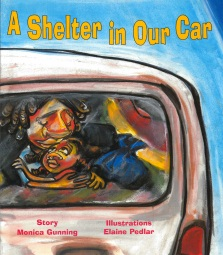 A Shelter in Our Car
Story Illustrations
Monica Gunning Elaine Pedlar